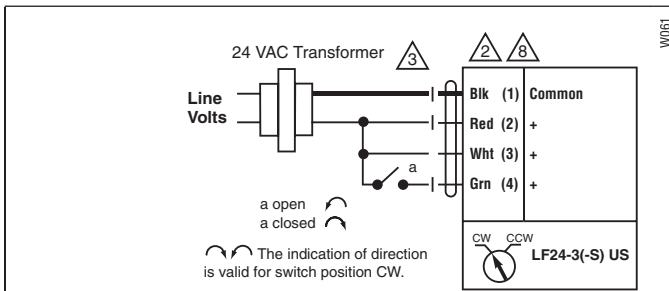 W061
24 VAC Transformer
3
2
8
Line
Volts
Blk (1) Common
Red (2) +
Wht (3) +
Grn (4) +
a
a open
a closed
The indication of direction
is valid for switch position CW.
CW CCW
LF24-3(-S) US